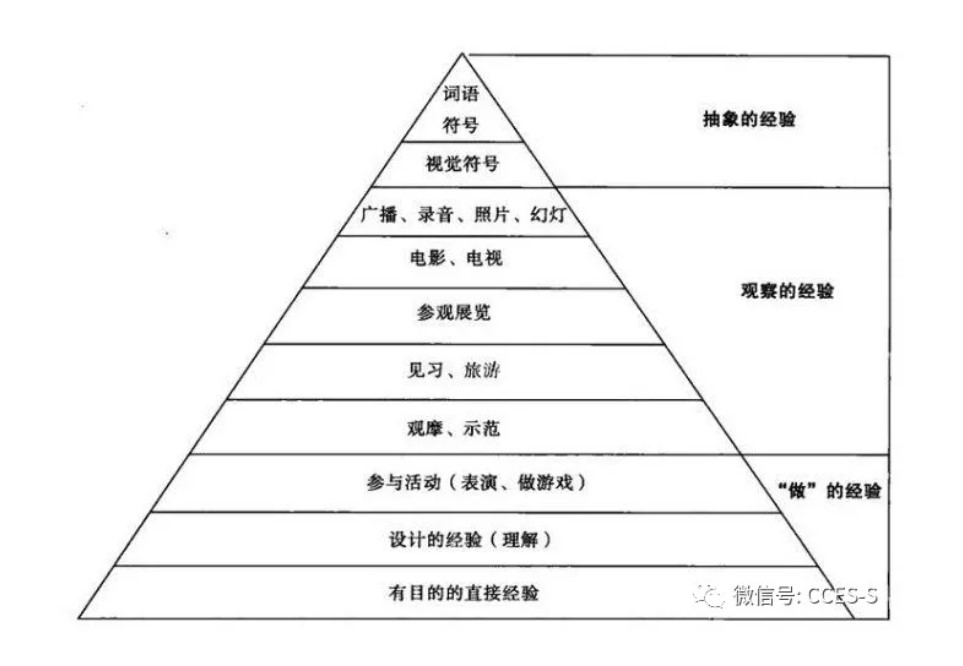 词语
符号
抽象的经验
视觉符号
广播、录音、照片、幻灯
电影、电视
观察的经验
参观展览
见习、旅游
观摩、示范
参与活动（表演、做游戏）
“做”的经验
设计的经验（理解）
有目的的直接经验
微信号: CCES-S